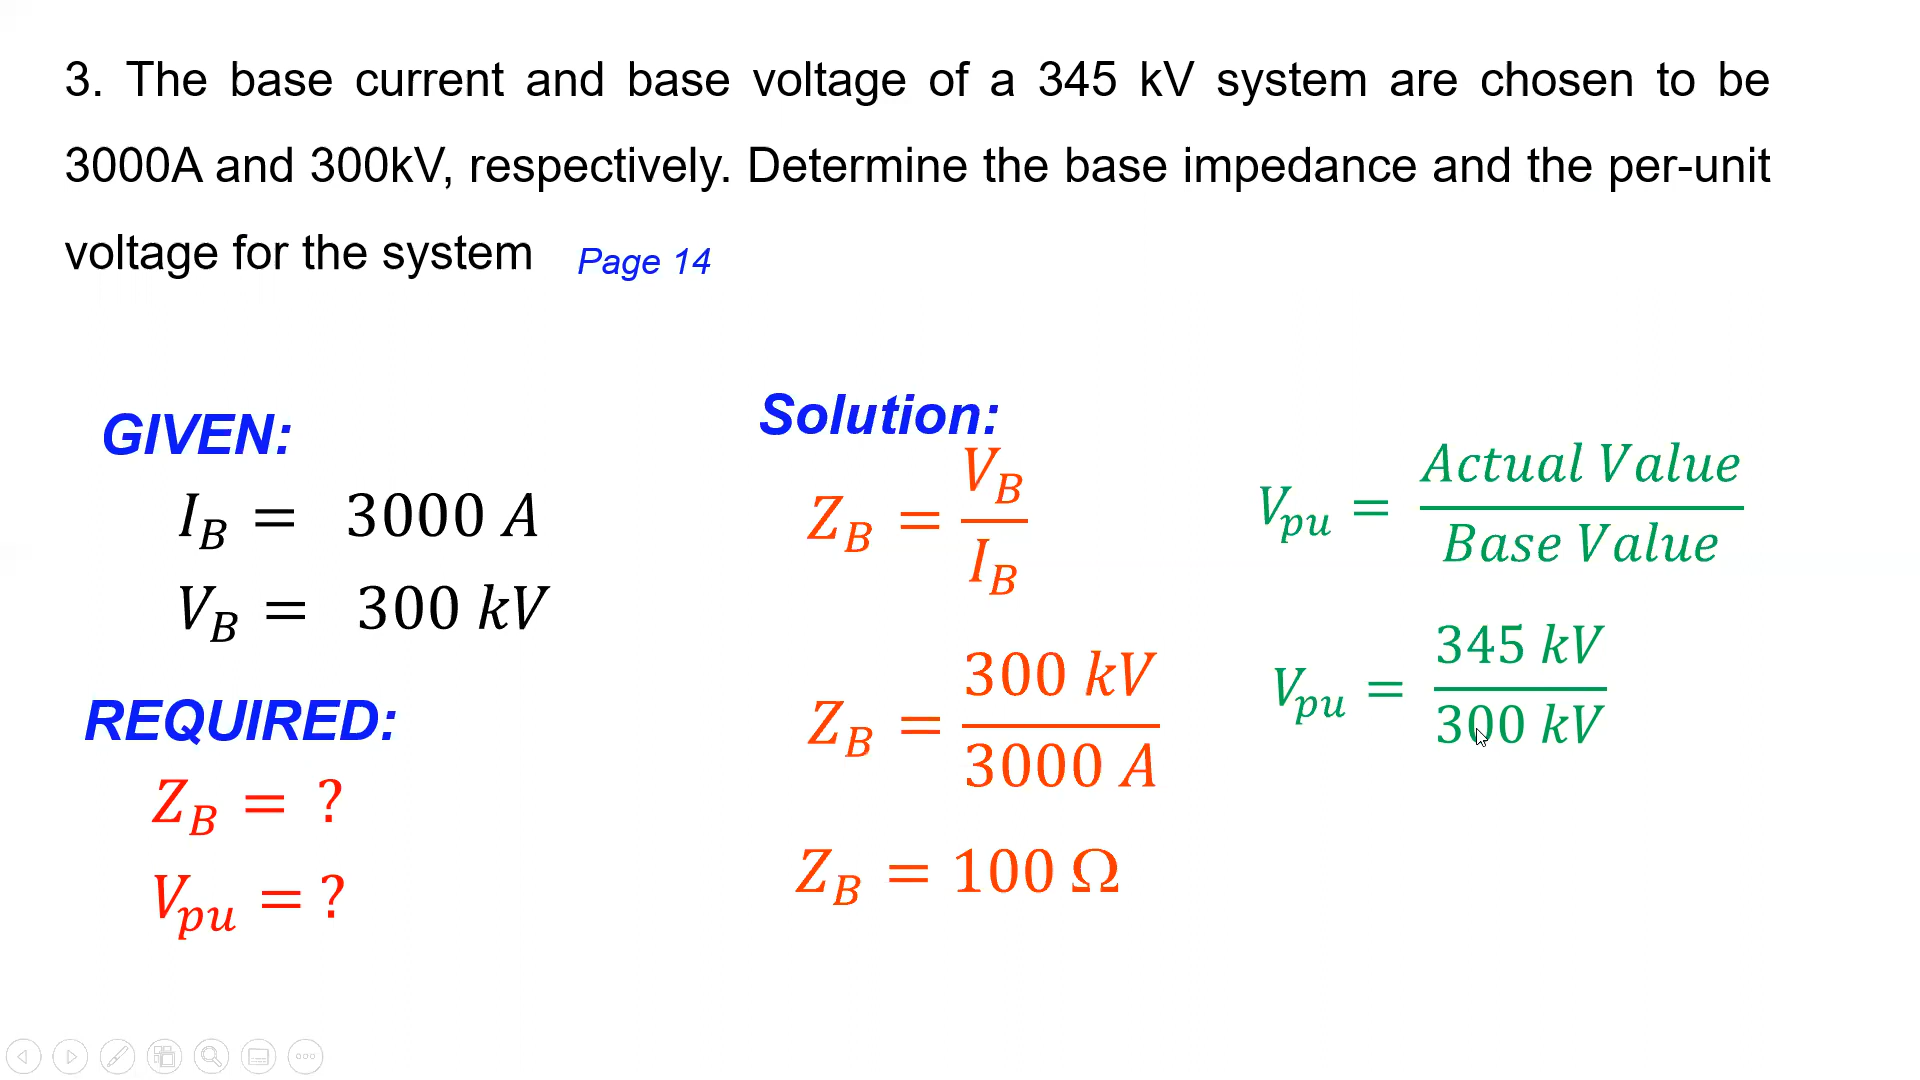 3. The base current and base voltage of a 345 kV system are chosen to be
3000A and 300kV, respectively. Determine the base impedance and the per-unit
voltage for the system Page 14
GIVEN:
I_B = 3000 A
V_B = 300 kV
REQUIRED:
Z_B = ?
V_pu = ?
Solution:
Z_B = V_B / I_B
Z_B = 300 kV / 3000 A
Z_B = 100 Ω
V_pu = Actual Value / Base Value
V_pu = 345 kV / 300 kV